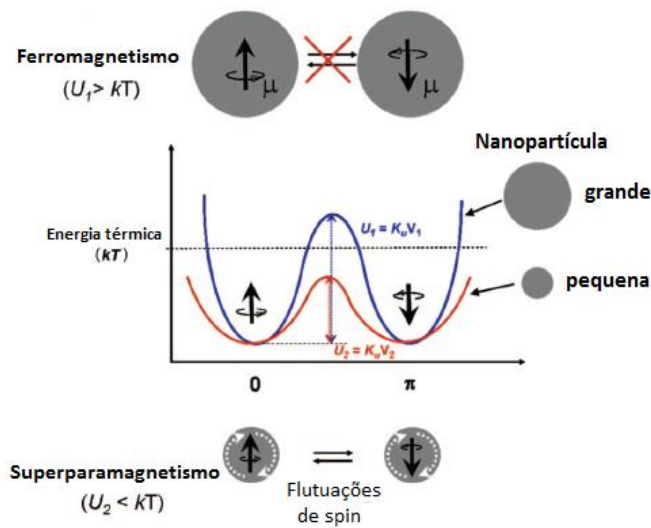 Ferromagnetismo
(U₁> kT)
μ
μ
Nanopartícula
grande
Energia térmica
(kT)
U₁ = KᵤV₁
pequena
U₂ = KᵤV₂
0
π
Superparamagnetismo
(U₂ < kT)
Flutuações
de spin